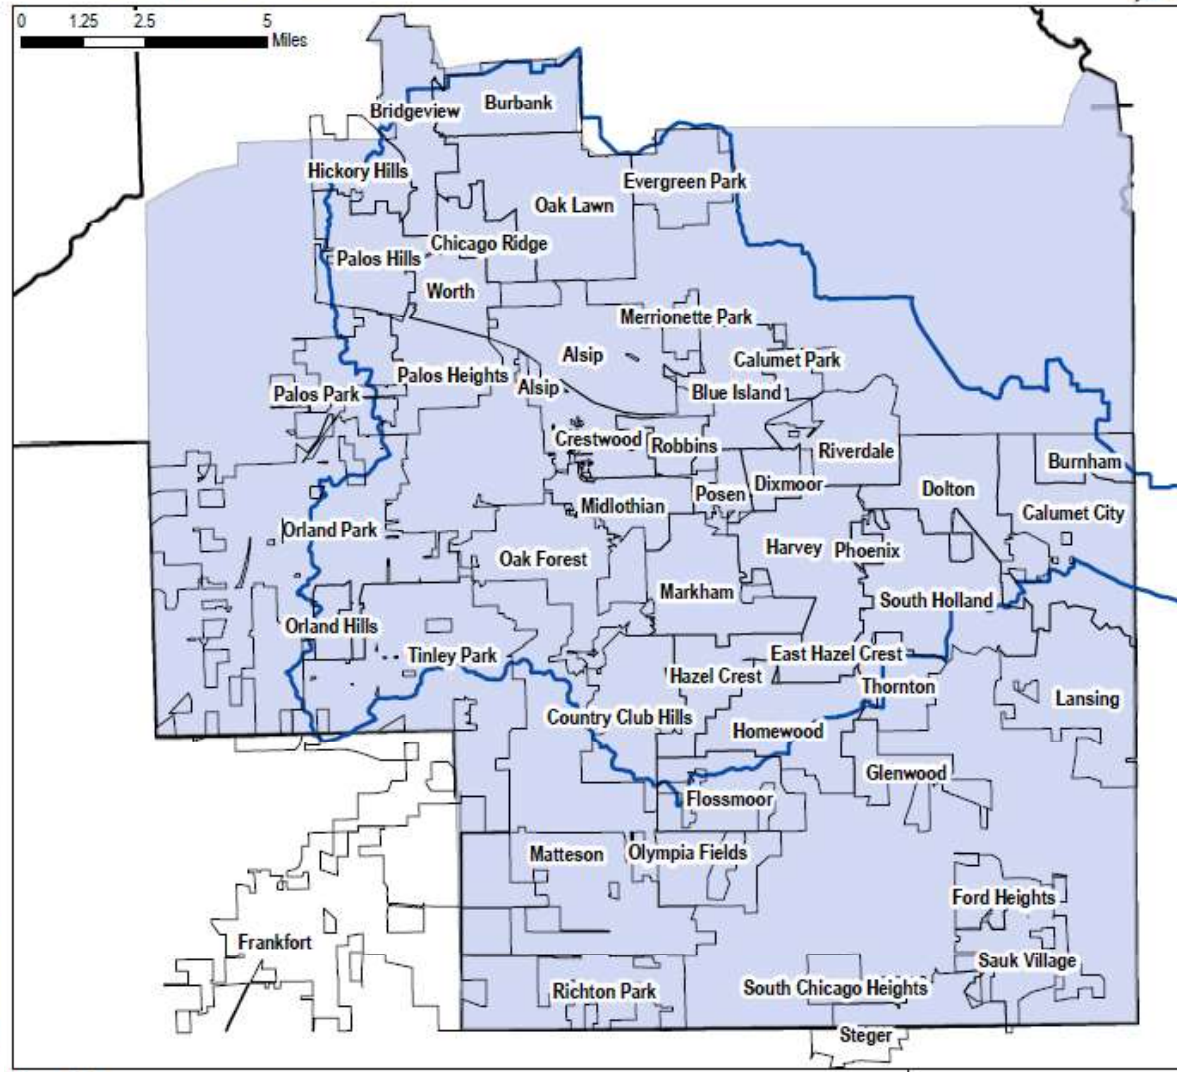 0 1.25 2.5 5
Miles
Bridgeview
Burbank
Hickory Hills
Evergreen Park
Oak Lawn
Chicago Ridge
Palos Hills
Worth
Merrionette Park
Alsip
Calumet Park
Palos Heights
Alsip
Palos Park
Blue Island
Crestwood
Robbins
Riverdale
Burnham
Dixmoor
Posen
Dolton
Midlothian
Calumet City
Orland Park
Harvey
Phoenix
Oak Forest
Markham
South Holland
Orland Hills
Tinley Park
East Hazel Crest
Hazel Crest
Thornton
Lansing
Country Club Hills
Homewood
Glenwood
Flossmoor
Matteson
Olympia Fields
Ford Heights
Frankfort
Sauk Village
Richton Park
South Chicago Heights
Steger